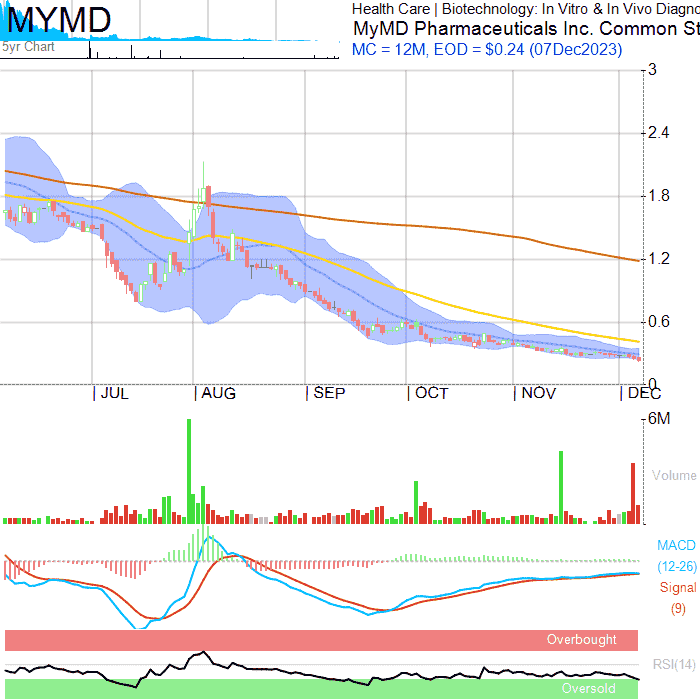 MYMD
5yr Chart
Health Care | Biotechnology: In Vitro & In Vivo Diagno
MyMD Pharmaceuticals Inc. Common St
MC = 12M, EOD = $0.24 (07Dec2023)
3
2.4
1.8
1.2
0.6
0
| JUL | AUG | SEP | OCT | NOV | DEC
6M
Volume
MACD
(12-26)
Signal
(9)
Overbought
RSI(14)
Oversold